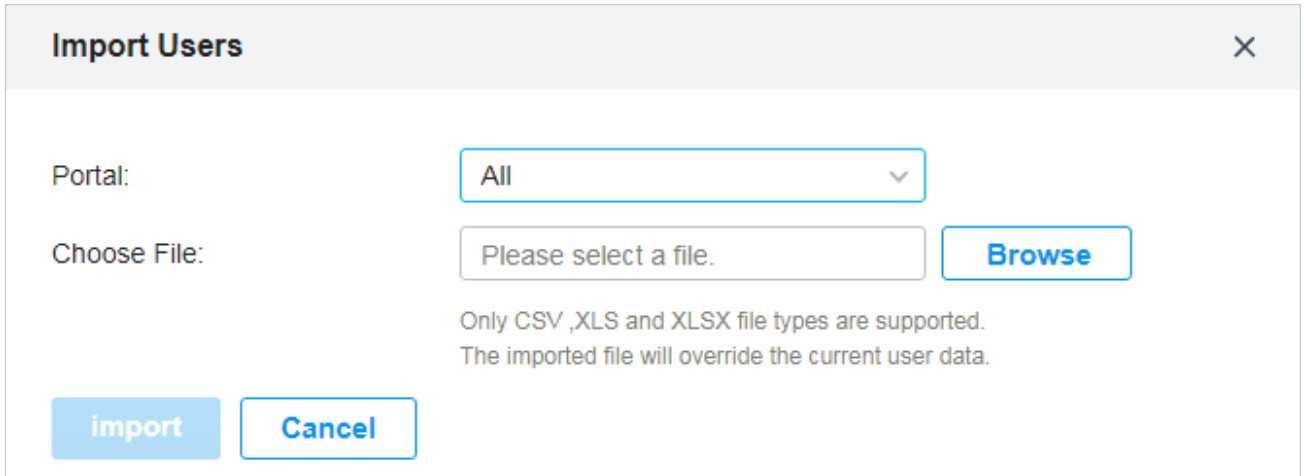 Import Users
Portal:
All
Choose File:
Please select a file.
Browse
Only CSV ,XLS and XLSX file types are supported.
The imported file will override the current user data.
import
Cancel